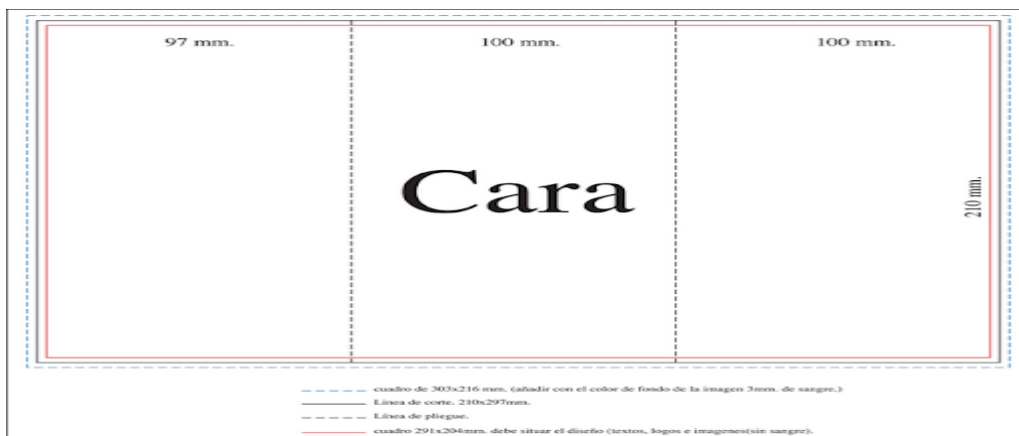 97 mm.
100 mm.
100 mm.
Cara
210 mm.
cuadro de 303x216 mm. (añadir con el color de fondo de la imagen 3mm. de sangre.)
Línea de corte. 210x297mm.
Línea de pliegue.
cuadro 291x204mm. debe situar el diseño (textos, logos e imagenes(sin sangre).